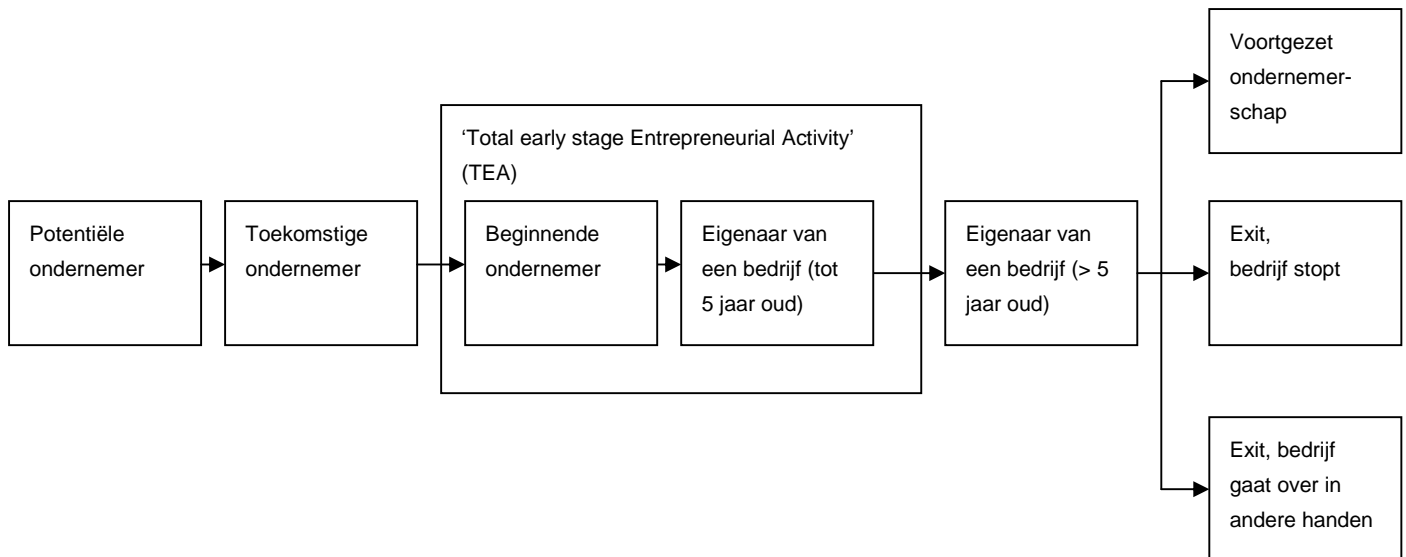 Potentiële
ondernemer
Toekomstige
ondernemer
‘Total early stage Entrepreneurial Activity’
(TEA)
Beginnende
ondernemer
Eigenaar van
een bedrijf (tot
5 jaar oud)
Eigenaar van
een bedrijf (> 5
jaar oud)
Voortgezet
ondernemer-
schap
Exit,
bedrijf stopt
Exit, bedrijf
gaat over in
andere handen